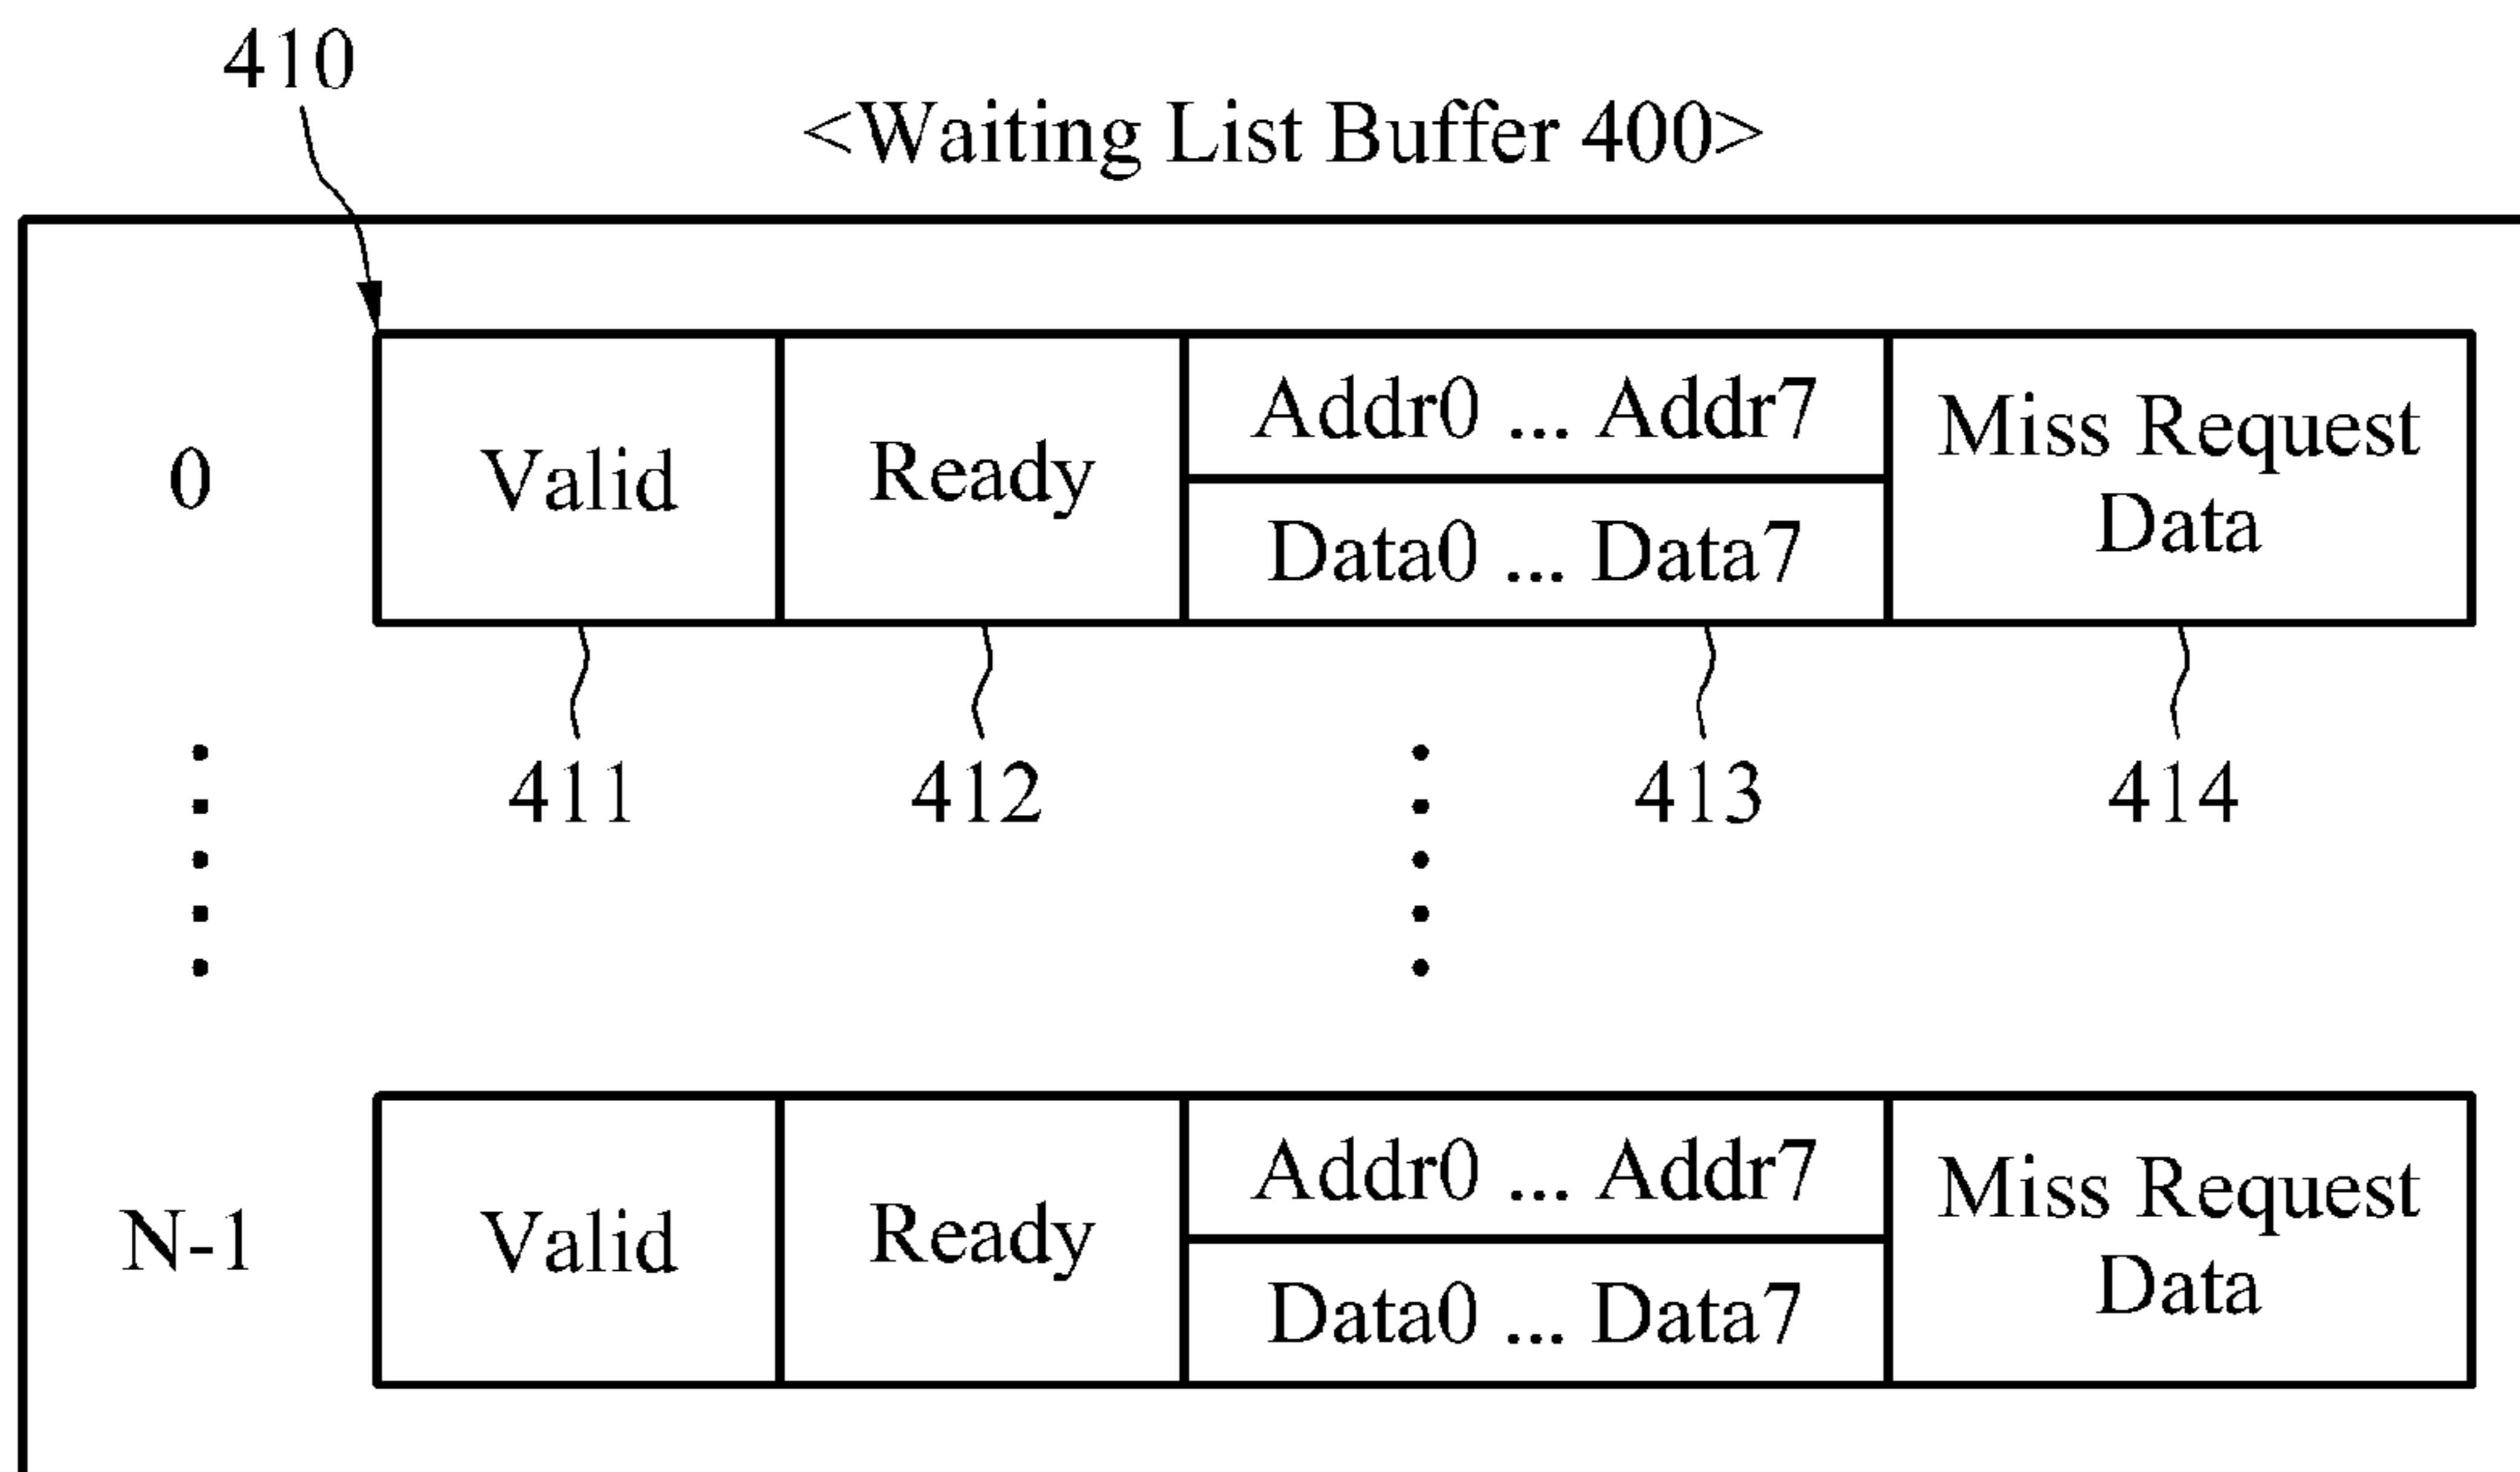 410
<Waiting List Buffer 400>
0
Valid
Ready
Addr0 ... Addr7
Data0 ... Data7
Miss Request
Data
411
412
413
414
N-1
Valid
Ready
Addr0 ... Addr7
Data0 ... Data7
Miss Request
Data